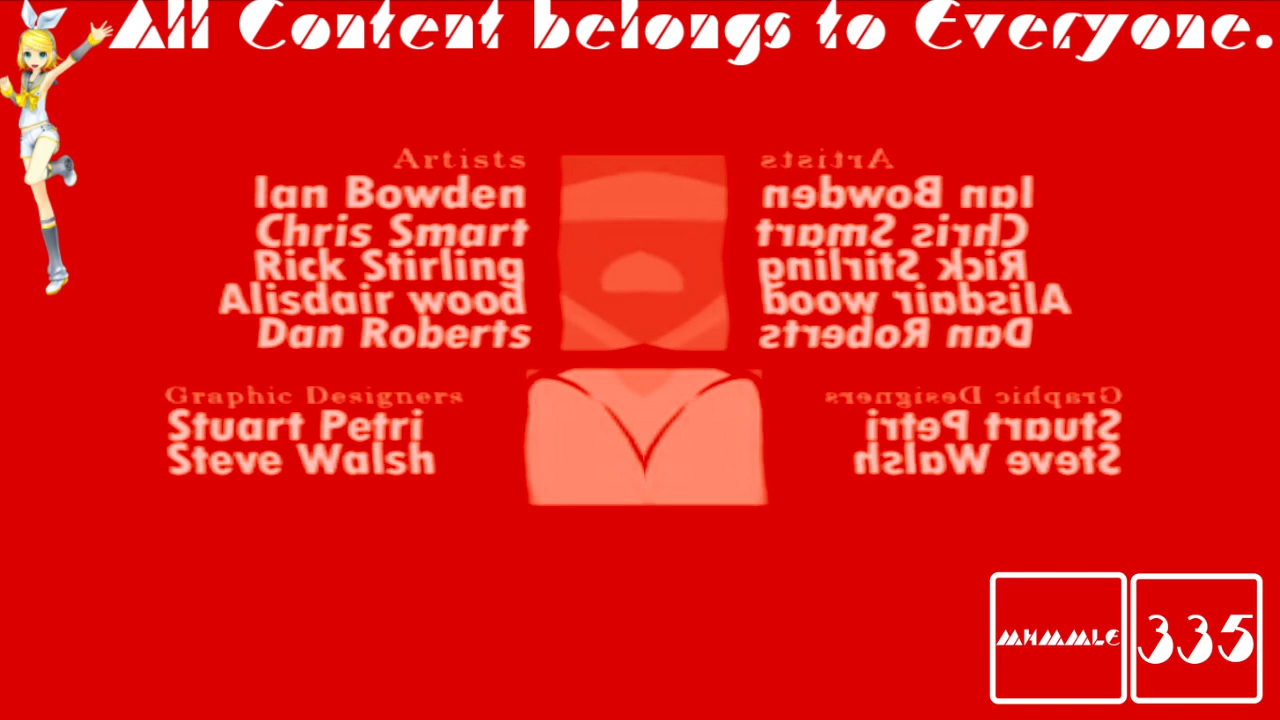 All Content belongs to Everyone.
Artists
Ian Bowden
Chris Smart
Rick Stirling
Alisdair wood
Dan Roberts
Graphic Designers
Stuart Petri
Steve Walsh
Artists
Ian Bowden
Chris Smart
Rick Stirling
Alisdair wood
Dan Roberts
Graphic Designers
Stuart Petri
Steve Walsh
335